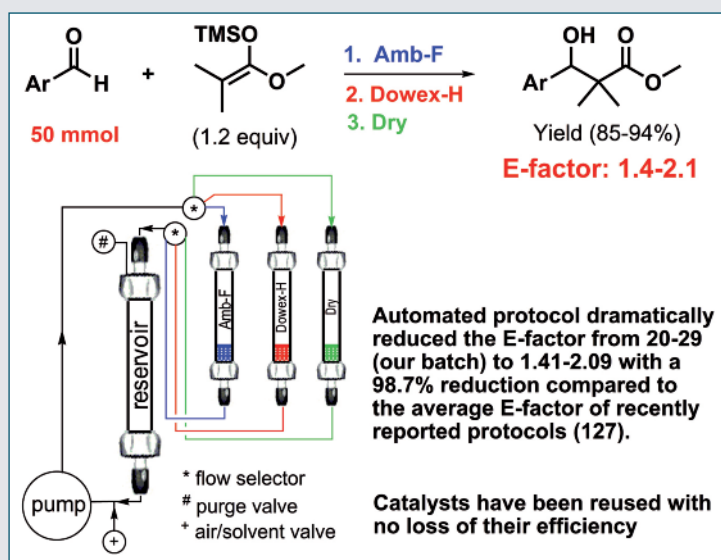 O
Ar
H
50 mmol
+
TMSO
O
(1.2 equiv)
1. Amb-F
2. Dowex-H
3. Dry
OH
O
Ar
O
Yield (85-94%)
E-factor: 1.4-2.1
*
*
#
reservoir
Amb-F
Dowex-H
Dry
pump
+
* flow selector
# purge valve
+ air/solvent valve
Automated protocol dramatically
reduced the E-factor from 20-29
(our batch) to 1.41-2.09 with a
98.7% reduction compared to
the average E-factor of recently
reported protocols (127).
Catalysts have been reused with
no loss of their efficiency